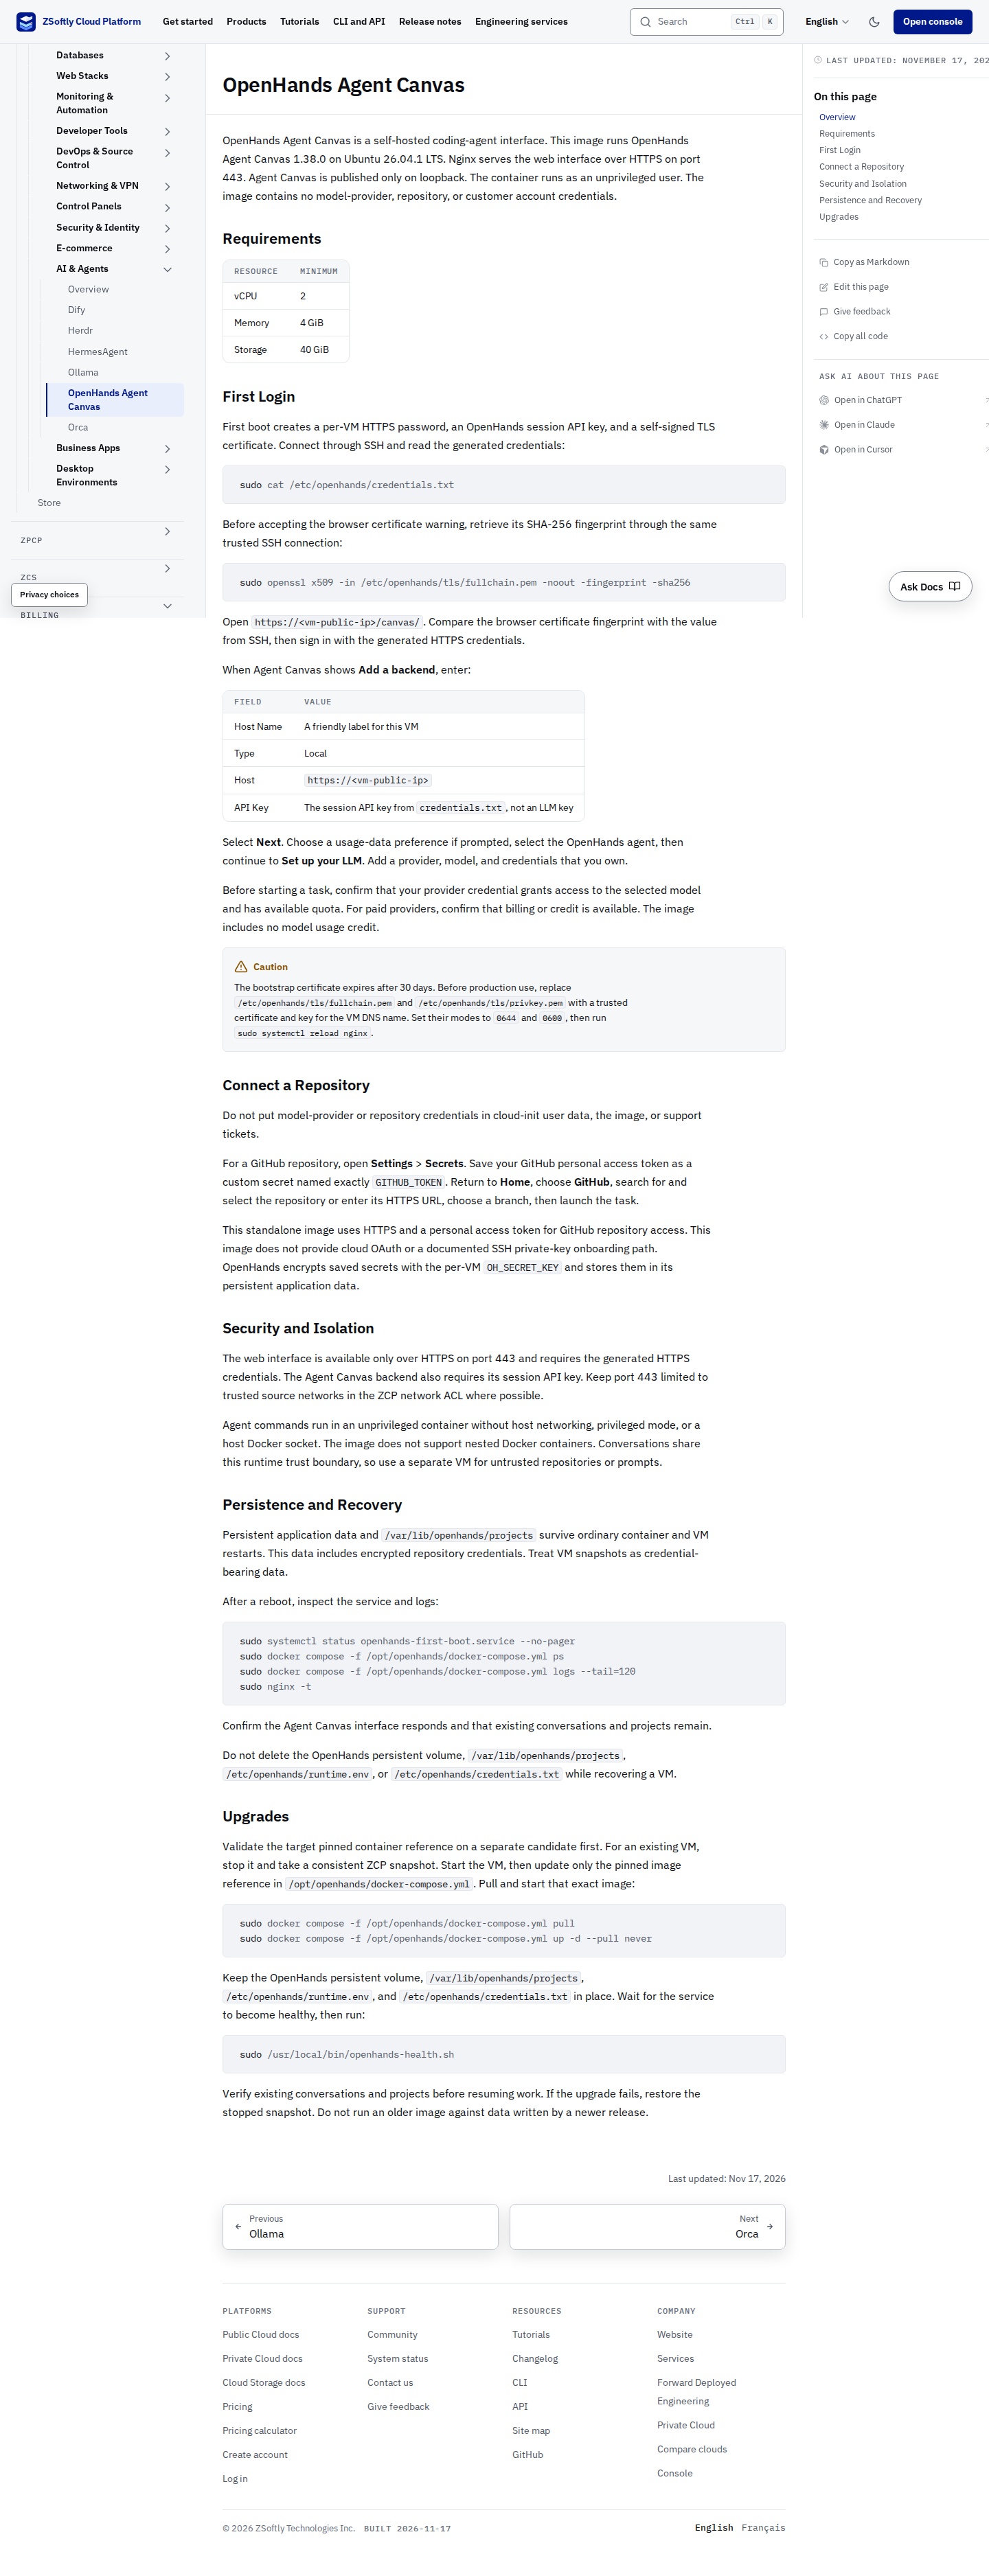 ZSoftly Cloud Platform
Get started
Products
Tutorials
CLI and API
Release notes
Engineering services
Search
Ctrl
K
English
Open console
Databases
Web Stacks
Monitoring &
Automation
Developer Tools
DevOps & Source
Control
Networking & VPN
Control Panels
Security & Identity
E-commerce
AI & Agents
Overview
Dify
Herdr
HermesAgent
Ollama
OpenHands Agent
Canvas
Orca
Business Apps
Desktop
Environments
Store
ZPCP
ZCS
Privacy choices
BILLING
OpenHands Agent Canvas
OpenHands Agent Canvas is a self-hosted coding-agent interface. This image runs OpenHands
Agent Canvas 1.38.0 on Ubuntu 26.04.1 LTS. Nginx serves the web interface over HTTPS on port
443. Agent Canvas is published only on loopback. The container runs as an unprivileged user. The
image contains no model-provider, repository, or customer account credentials.
Requirements
RESOURCE MINIMUM
vCPU 2
Memory 4 GiB
Storage 40 GiB
First Login
First boot creates a per-VM HTTPS password, an OpenHands session API key, and a self-signed TLS
certificate. Connect through SSH and read the generated credentials:
sudo cat /etc/openhands/credentials.txt
Before accepting the browser certificate warning, retrieve its SHA-256 fingerprint through the same
trusted SSH connection:
sudo openssl x509 -in /etc/openhands/tls/fullchain.pem -noout -fingerprint -sha256
Open https://<vm-public-ip>/canvas/. Compare the browser certificate fingerprint with the value
from SSH, then sign in with the generated HTTPS credentials.
When Agent Canvas shows Add a backend, enter:
FIELD VALUE
Host Name A friendly label for this VM
Type Local
Host https://<vm-public-ip>
API Key The session API key from credentials.txt, not an LLM key
Select Next. Choose a usage-data preference if prompted, select the OpenHands agent, then
continue to Set up your LLM. Add a provider, model, and credentials that you own.
Before starting a task, confirm that your provider credential grants access to the selected model
and has available quota. For paid providers, confirm that billing or credit is available. The image
includes no model usage credit.
Caution
The bootstrap certificate expires after 30 days. Before production use, replace
/etc/openhands/tls/fullchain.pem and /etc/openhands/tls/privkey.pem with a trusted
certificate and key for the VM DNS name. Set their modes to 0644 and 0600, then run
sudo systemctl reload nginx.
Connect a Repository
Do not put model-provider or repository credentials in cloud-init user data, the image, or support
tickets.
For a GitHub repository, open Settings > Secrets. Save your GitHub personal access token as a
custom secret named exactly GITHUB_TOKEN. Return to Home, choose GitHub, search for and
select the repository or enter its HTTPS URL, choose a branch, then launch the task.
This standalone image uses HTTPS and a personal access token for GitHub repository access. This
image does not provide cloud OAuth or a documented SSH private-key onboarding path.
OpenHands encrypts saved secrets with the per-VM OH_SECRET_KEY and stores them in its
persistent application data.
Security and Isolation
The web interface is available only over HTTPS on port 443 and requires the generated HTTPS
credentials. The Agent Canvas backend also requires its session API key. Keep port 443 limited to
trusted source networks in the ZCP network ACL where possible.
Agent commands run in an unprivileged container without host networking, privileged mode, or a
host Docker socket. The image does not support nested Docker containers. Conversations share
this runtime trust boundary, so use a separate VM for untrusted repositories or prompts.
Persistence and Recovery
Persistent application data and /var/lib/openhands/projects survive ordinary container and VM
restarts. This data includes encrypted repository credentials. Treat VM snapshots as credential-
bearing data.
After a reboot, inspect the service and logs:
sudo systemctl status openhands-first-boot.service --no-pager
sudo docker compose -f /opt/openhands/docker-compose.yml ps
sudo docker compose -f /opt/openhands/docker-compose.yml logs --tail=120
sudo nginx -t
Confirm the Agent Canvas interface responds and that existing conversations and projects remain.
Do not delete the OpenHands persistent volume, /var/lib/openhands/projects,
/etc/openhands/runtime.env, or /etc/openhands/credentials.txt while recovering a VM.
Upgrades
Validate the target pinned container reference on a separate candidate first. For an existing VM,
stop it and take a consistent ZCP snapshot. Start the VM, then update only the pinned image
reference in /opt/openhands/docker-compose.yml. Pull and start that exact image:
sudo docker compose -f /opt/openhands/docker-compose.yml pull
sudo docker compose -f /opt/openhands/docker-compose.yml up -d --pull never
Keep the OpenHands persistent volume, /var/lib/openhands/projects,
/etc/openhands/runtime.env, and /etc/openhands/credentials.txt in place. Wait for the service
to become healthy, then run:
sudo /usr/local/bin/openhands-health.sh
Verify existing conversations and projects before resuming work. If the upgrade fails, restore the
stopped snapshot. Do not run an older image against data written by a newer release.
Last updated: Nov 17, 2026
Previous
Ollama
Next
Orca
LAST UPDATED: NOVEMBER 17, 202
On this page
Overview
Requirements
First Login
Connect a Repository
Security and Isolation
Persistence and Recovery
Upgrades
Copy as Markdown
Edit this page
Give feedback
Copy all code
ASK AI ABOUT THIS PAGE
Open in ChatGPT
Open in Claude
Open in Cursor
Ask Docs
PLATFORMS
Public Cloud docs
Private Cloud docs
Cloud Storage docs
Pricing
Pricing calculator
Create account
Log in
SUPPORT
Community
System status
Contact us
Give feedback
RESOURCES
Tutorials
Changelog
CLI
API
Site map
GitHub
COMPANY
Website
Services
Forward Deployed
Engineering
Private Cloud
Compare clouds
Console
© 2026 ZSoftly Technologies Inc. BUILT 2026-11-17
English Français